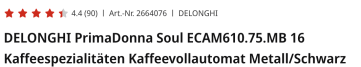 4.4 (90) | Art.-Nr. 2664076 | DELONGHI
DELONGHI PrimaDonna Soul ECAM610.75.MB 16
Kaffeespezialitäten Kaffeevollautomat Metall/Schwarz